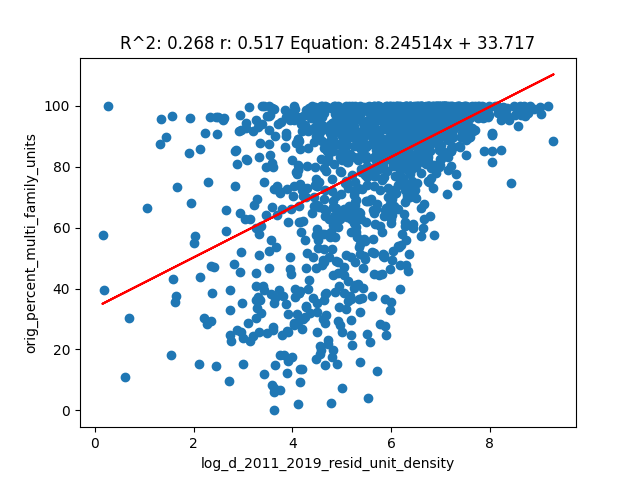 R^2: 0.268 r: 0.517 Equation: 8.24514x + 33.717
100
80
60
40
20
0
orig_percent_multi_family_units
0 2 4 6 8
log_d_2011_2019_resid_unit_density